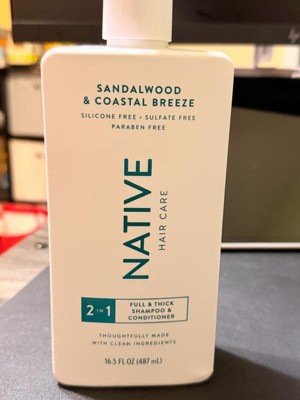 SANDALWOOD
& COASTAL BREEZE
SILICONE FREE • SULFATE FREE
PARABEN FREE
NATIVE
HAIR CARE
2 IN 1
FULL & THICK
SHAMPOO &
CONDITIONER
THOUGHTFULLY MADE
WITH CLEAN INGREDIENTS
16.5 FL OZ (487 mL)